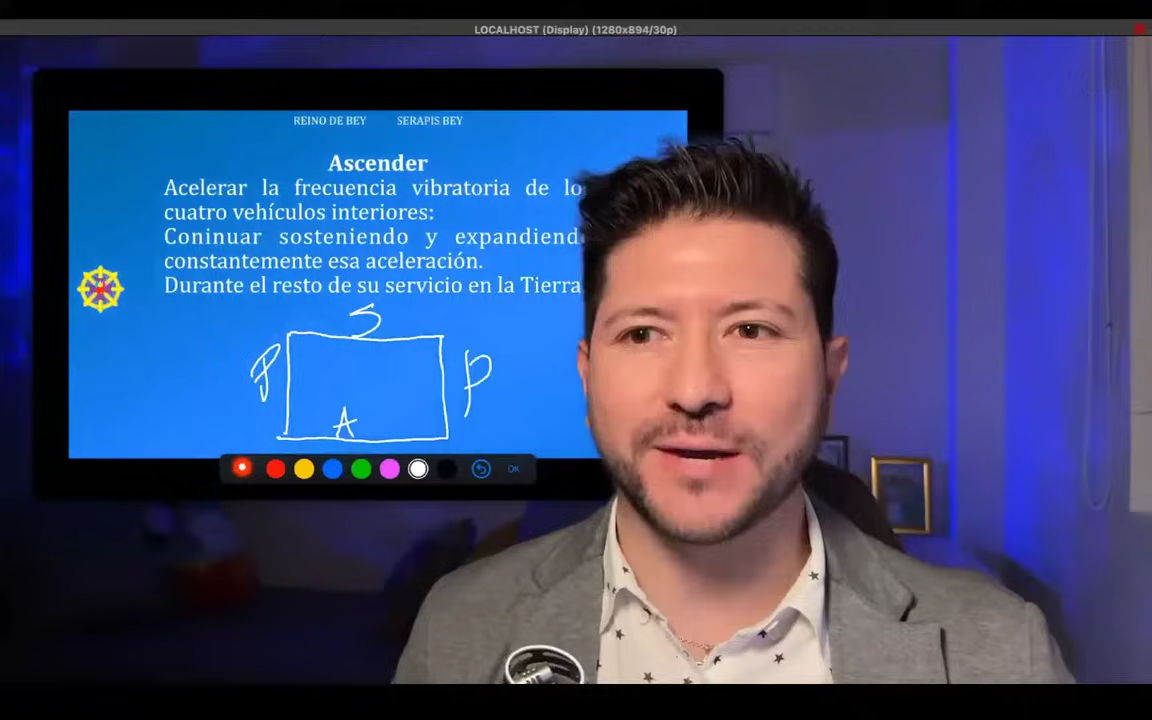 LOCALHOST (Display) (1280x894/30p)
REINO DE BEY SERAPIS BEY
Ascender
Acelerar la frecuencia vibratoria de lo
cuatro vehículos interiores:
Coninuar sosteniendo y expandiend
constantemente esa aceleración.
Durante el resto de su servicio en la Tierra
S
P P
A
OK